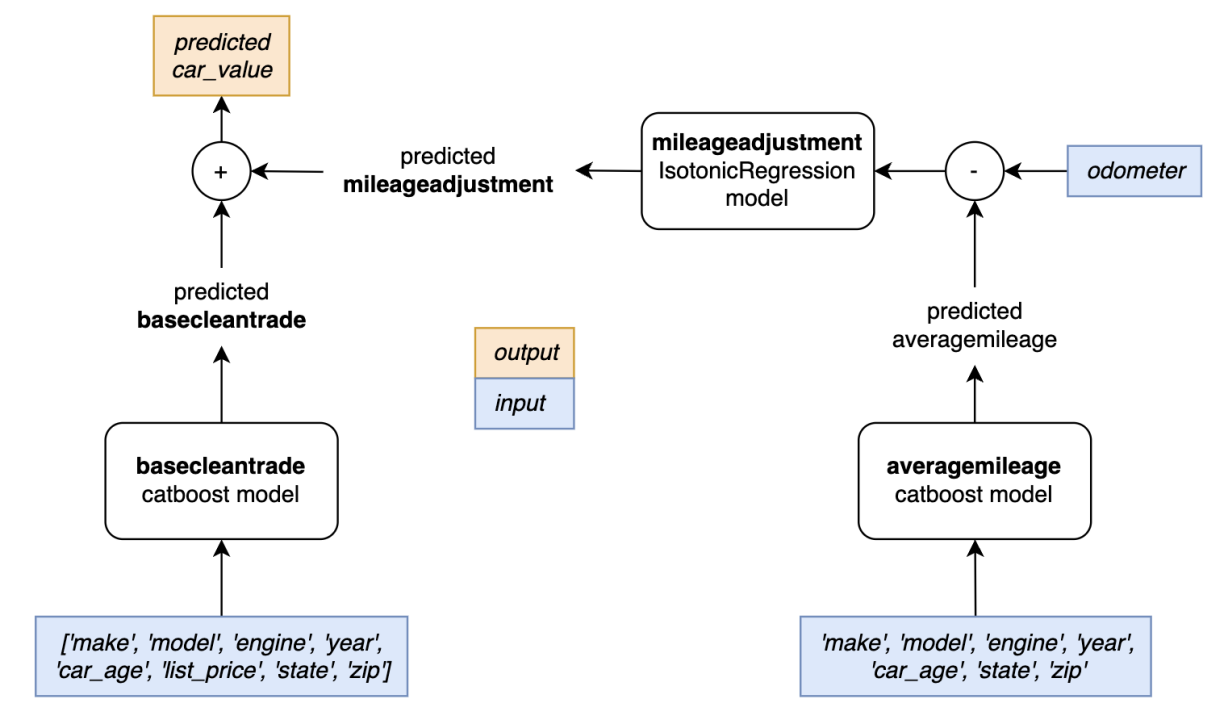 predicted
car_value
+
predicted
mileageadjustment
mileageadjustment
IsotonicRegression
model
-
odometer
predicted
basecleantrade
predicted
averagemileage
output
input
basecleantrade
catboost model
averagemileage
catboost model
['make', 'model', 'engine', 'year',
'car_age', 'list_price', 'state', 'zip']
'make', 'model', 'engine', 'year',
'car_age', 'state', 'zip'